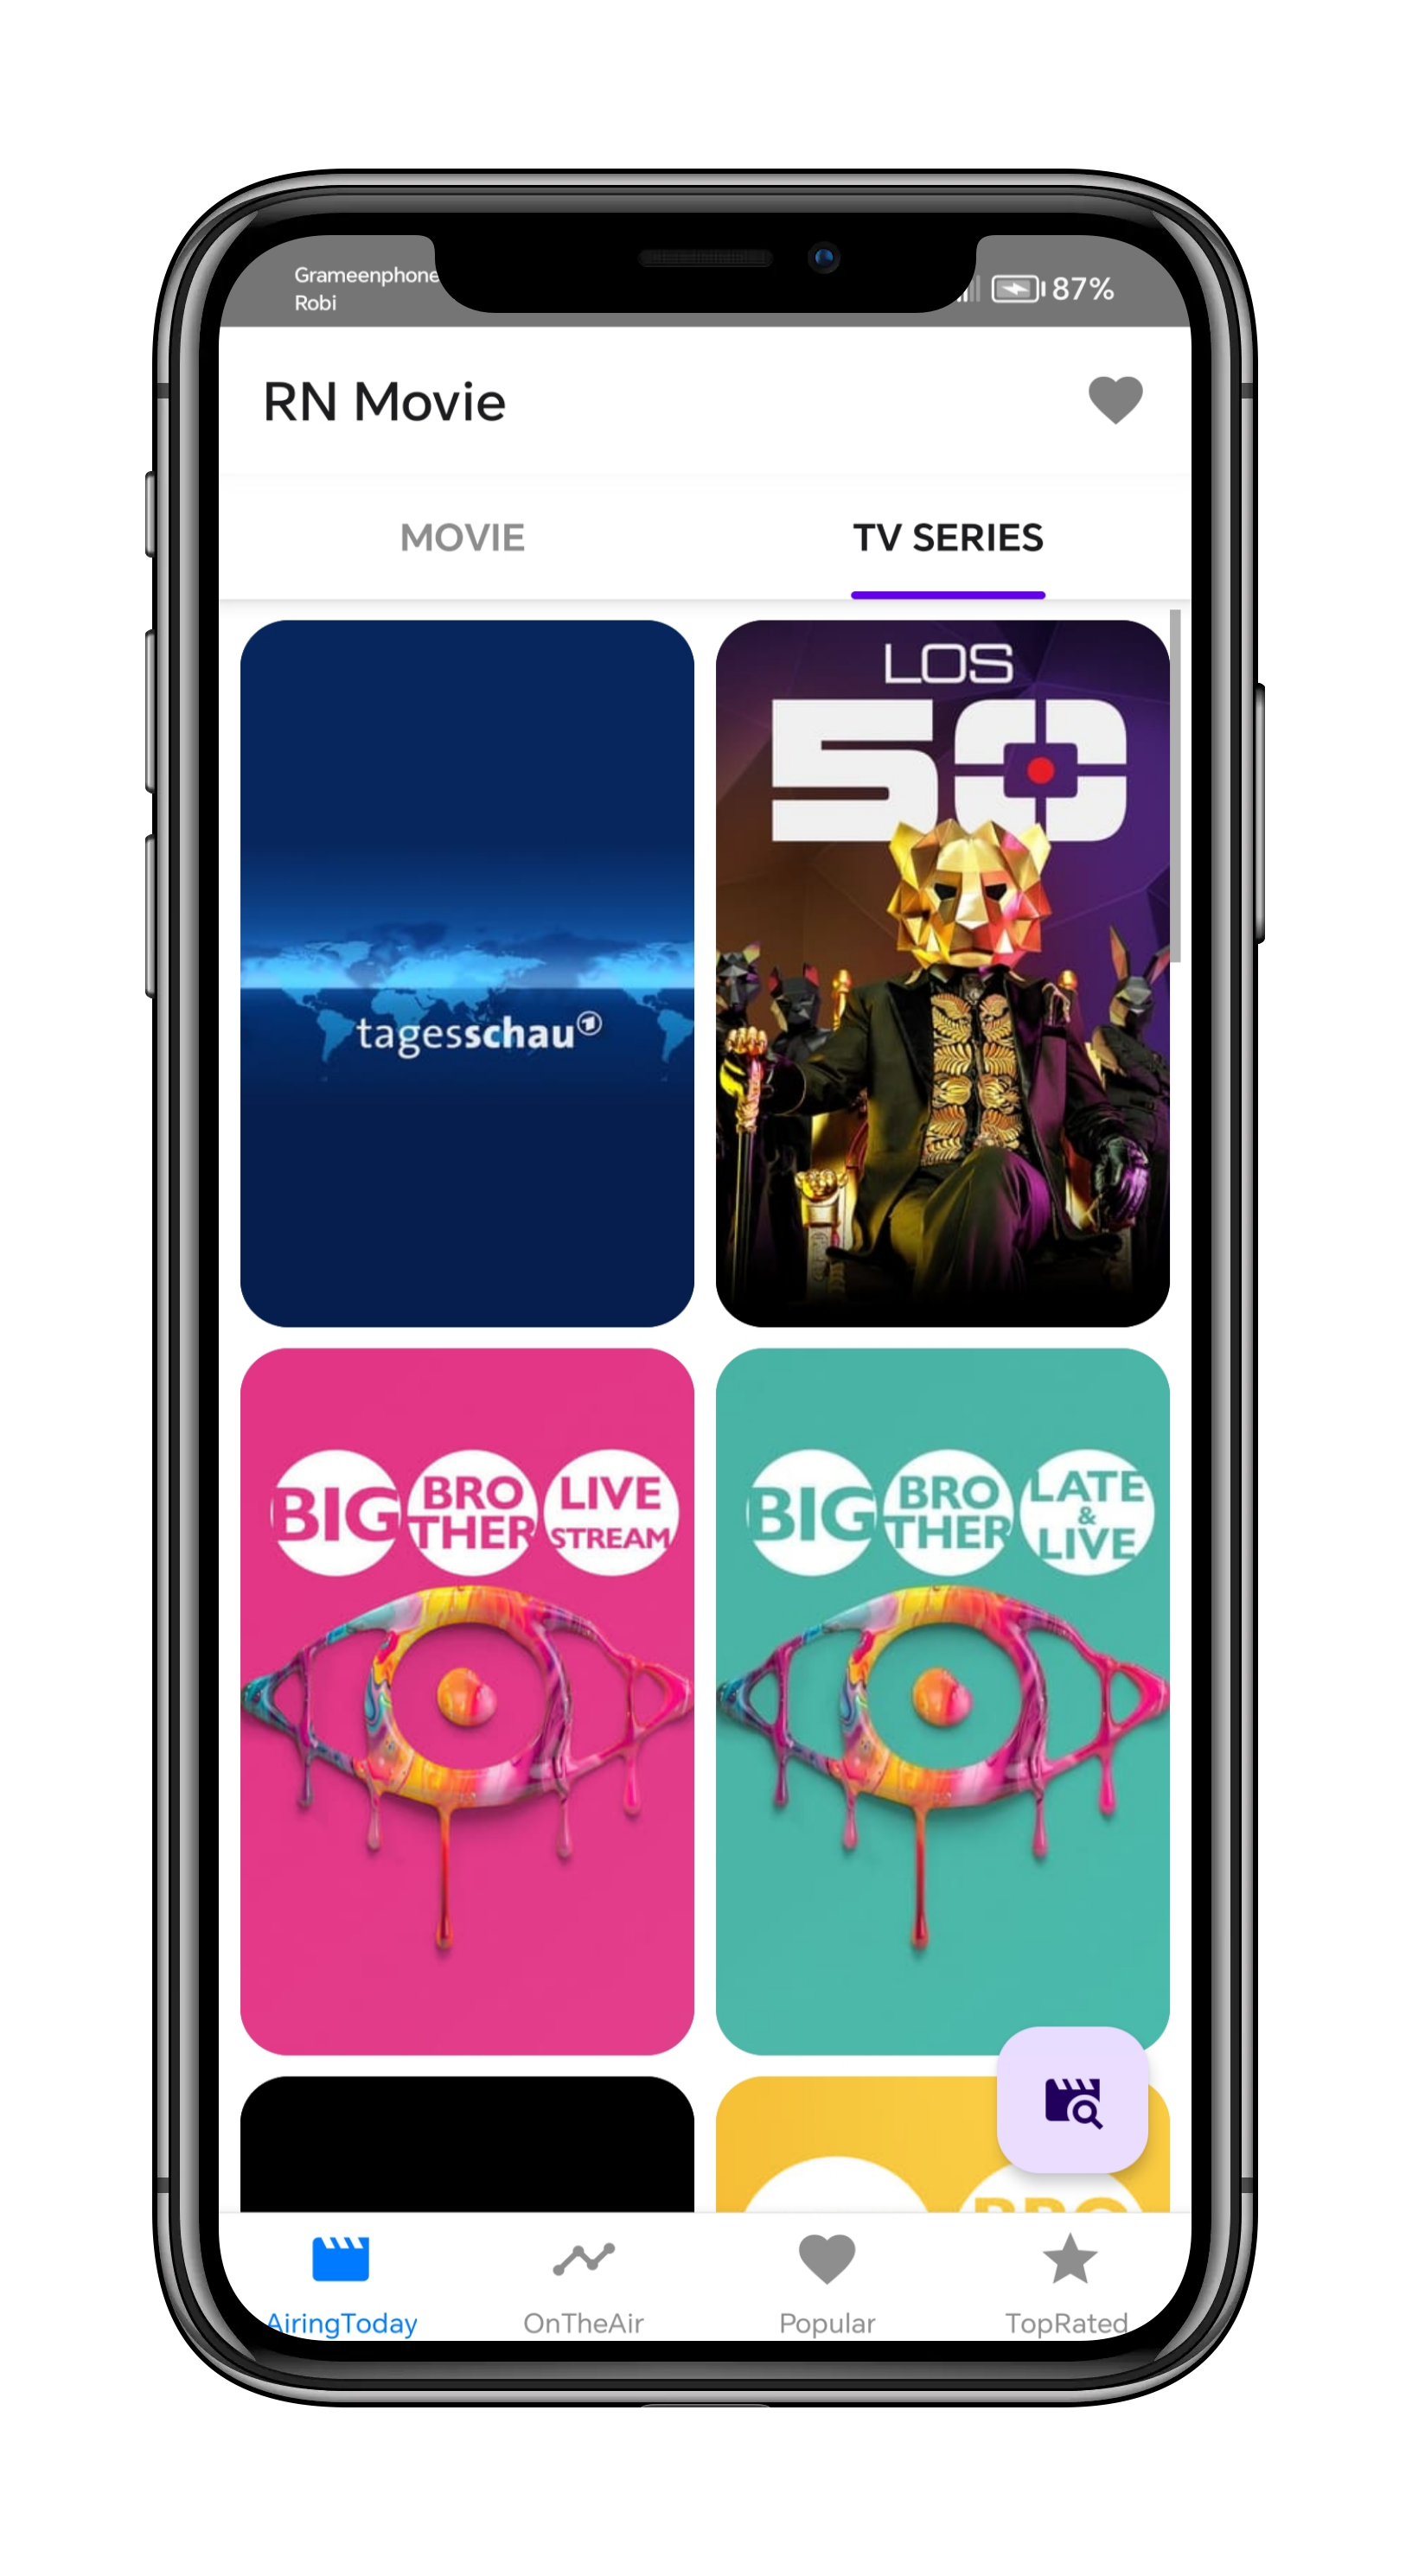 Grameenphone
Robi
87%
RN Movie
MOVIE
TV SERIES
tagesschau
LOS
50
BIG
BRO
THER
LIVE
STREAM
BIG
BRO
THER
LATE
&
LIVE
BRO
AiringToday
OnTheAir
Popular
TopRated